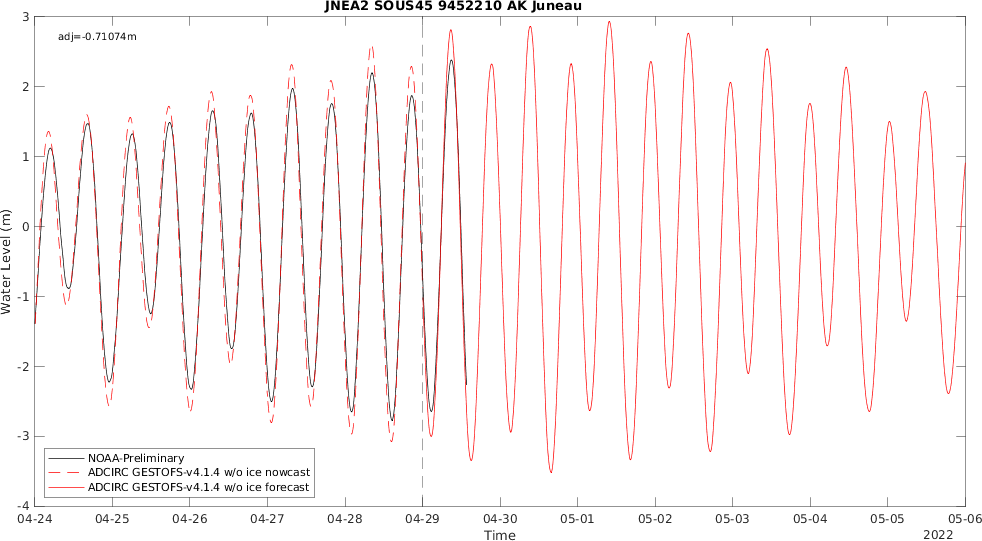 JNEA2 SOUS45 9452210 AK Juneau
adj=-0.71074m
3
2
1
0
-1
-2
-3
-4
Water Level (m)
NOAA-Preliminary
ADCIRC GESTOFS-v4.1.4 w/o ice nowcast
ADCIRC GESTOFS-v4.1.4 w/o ice forecast
04-24 04-25 04-26 04-27 04-28 04-29 04-30 05-01 05-02 05-03 05-04 05-05 05-06
Time
2022